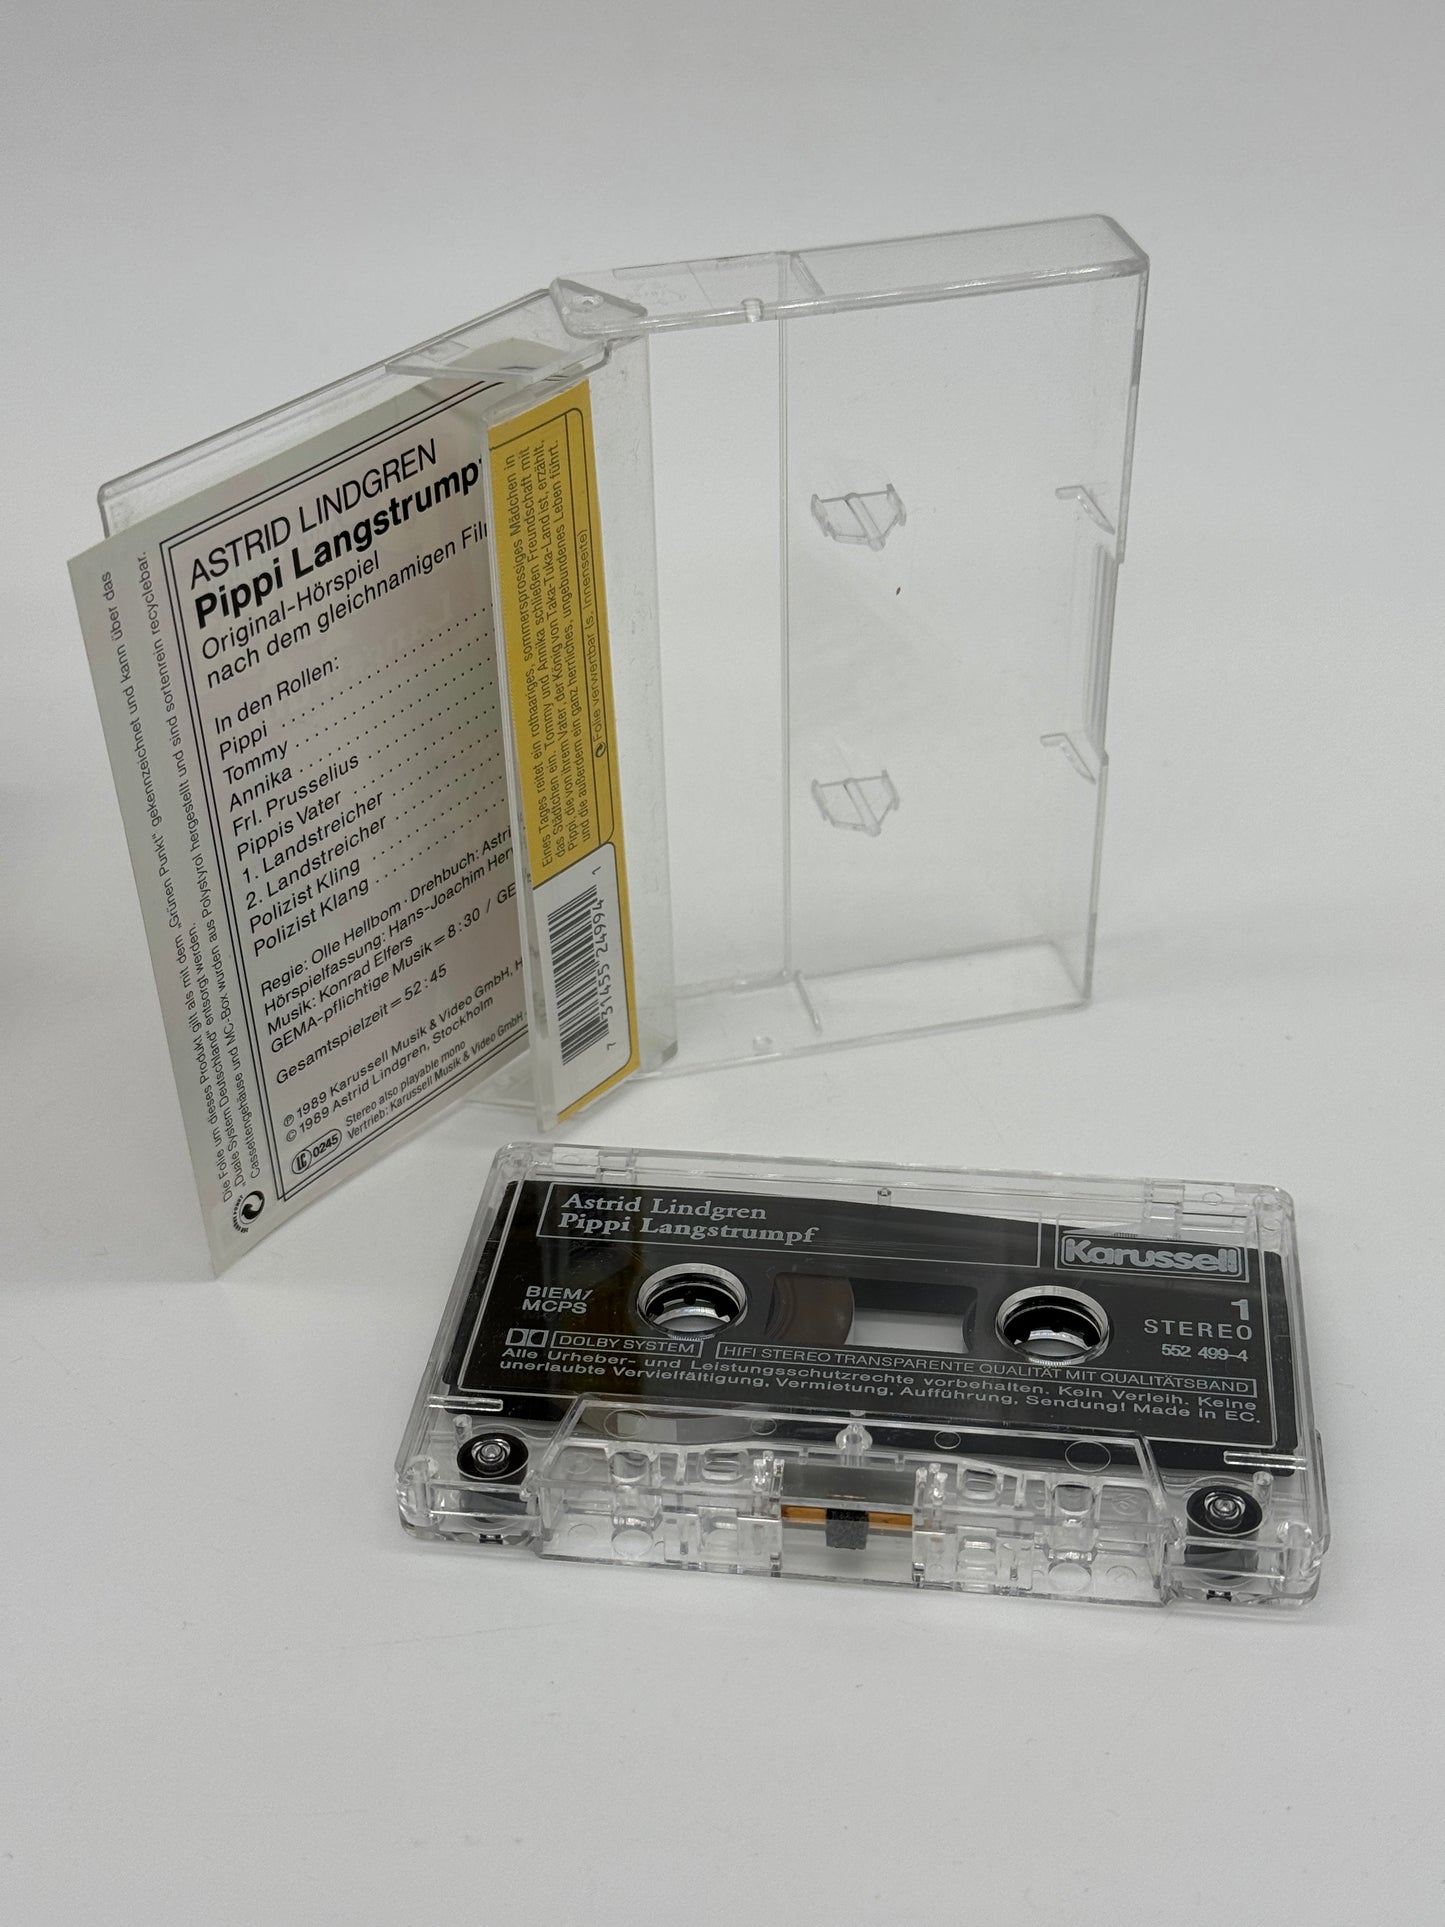 ASTRID LINDGREN
Pippi Langstrumpf
Original-Hörspiel
nach dem gleichnamigen
In den Rollen:
Pippi
Tommy
Annika
Frl. Prusselius
Pippis Vater
1. Landstreicher
2. Landstreicher
Polizist Kling
Polizist Klang
Regie: Olle Hellbom · Drehbuch:
Hörspielfassung: Hans-Joachim
Musik: Konrad Elfers
GEMA-pflichtige Musik = 8:30 /
Gesamtspielzeit = 52:45
℗ 1989 Karussell Musik & Video GmbH,
© 1989 Astrid Lindgren, Stockholm
LC 0245
Stereo also playable mono
Vertrieb: Karussell Musik & Video GmbH
Die Folie um dieses Produkt gilt als mit dem „Grünen Punkt“ gekennzeichnet und kann über das
„Duale System Deutschland“ entsorgt werden.
Cassettengehäuse und MC-Box wurden aus Polystyrol hergestellt und sind sortenrein recyclebar.
Eines Tages reitet ein rothaariges, sommersprossiges Mädchen in
das Städtchen ein. Tommy und Annika schließen Freundschaft mit
Pippi, die von ihrem Vater, der König von Taka-Tuka-Land ist, erzählt,
und die außerdem ein ganz herrliches, ungebundenes Leben führt.
Folie verwertbar (s. Innenseite)
7 31455 24994 1
Astrid Lindgren
Pippi Langstrumpf
Karussell
BIEM/
MCPS
1
STEREO
552 499-4
DOLBY SYSTEM
HIFI STEREO TRANSPARENTE QUALITÄT MIT QUALITÄTSBAND
Alle Urheber- und Leistungsschutzrechte vorbehalten. Kein Verleih. Keine
unerlaubte Vervielfältigung, Vermietung, Aufführung, Sendung! Made in EC.